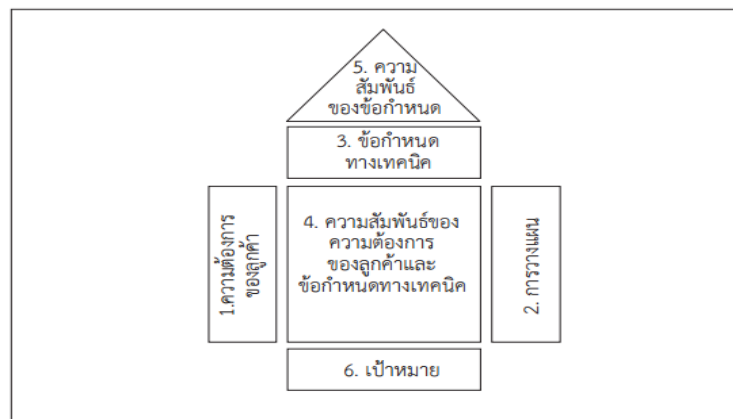 5. ความ
สัมพันธ์
ของข้อกำหนด
3. ข้อกำหนด
ทางเทคนิค
1.ความต้องการ
ของลูกค้า
4. ความสัมพันธ์ของ
ความต้องการ
ของลูกค้าและ
ข้อกำหนดทางเทคนิค
2. การวางแผน
6. เป้าหมาย